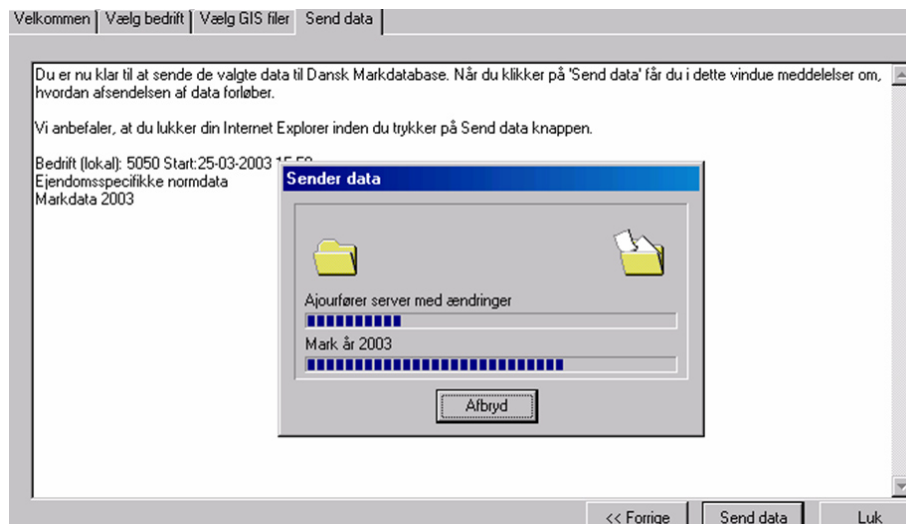 Velkommen Vælg bedrift Vælg GIS filer Send data
Du er nu klar til at sende de valgte data til Dansk Markdatabase. Når du klikker på 'Send data' får du i dette vindue meddelelser om,
hvordan afsendelsen af data forløber.
Vi anbefaler, at du lukker din Internet Explorer inden du trykker på Send data knappen.
Bedrift (lokal): 5050 Start:25-03-2003
Ejendomsspecifikke normdata
Markdata 2003
Sender data
Ajourfører server med ændringer
Mark år 2003
Afbryd
<< Forrige Send data Luk